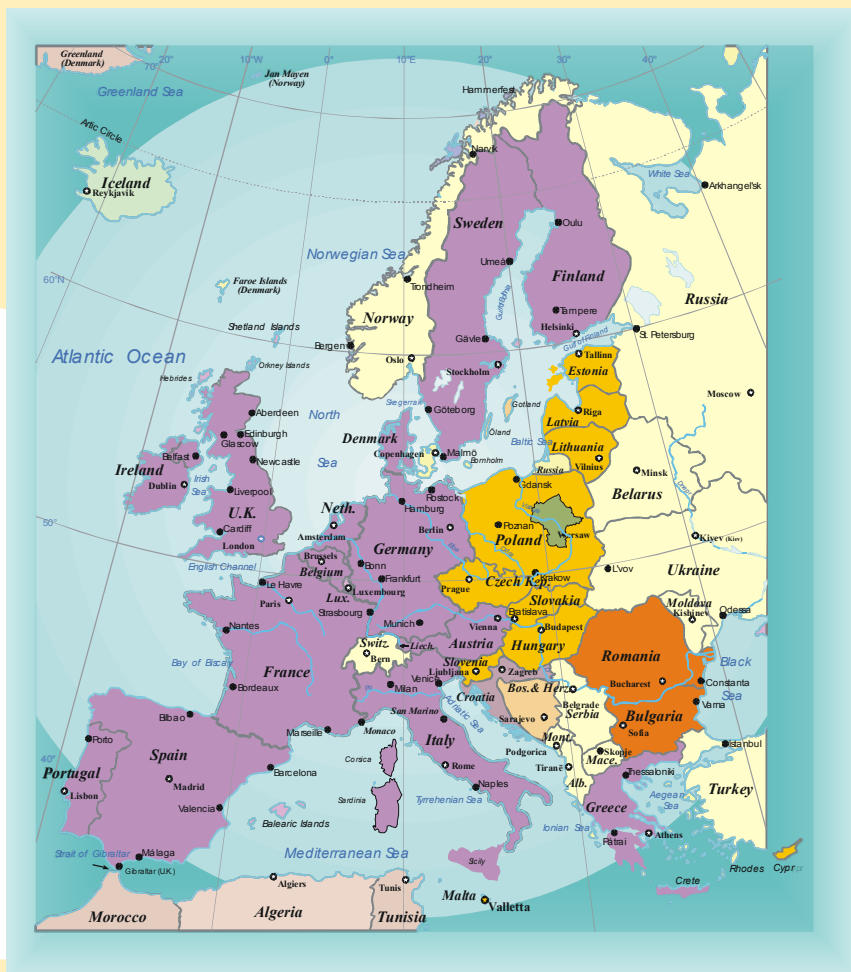 Greenland
(Denmark)
20°
10°W
0°
10°E
20°
30°
40°
70°
Jan Mayen
(Norway)
Greenland Sea
Hammerfest
Artic Circle
Narvik
White Sea
Arkhangel'sk
Iceland
Reykjavik
Sweden
Oulu
Norwegian Sea
Umeå
60°N
Faroe Islands
(Denmark)
Trondheim
Finland
Russia
Norway
Tampere
Shetland Islands
Helsinki
St. Petersburg
Gulf of Finland
Bergen
Gävle
Oslo
Tallinn
Atlantic Ocean
Orkney Islands
Stockholm
Estonia
Hebrides
Moscow
Gotland
Aberdeen
North
Göteborg
Riga
Latvia
Edinburgh
Glascow
Denmark
Öland
Baltic Sea
Lithuania
Belfast
Newcastle
Sea
Copenhagen
Malmö
Bornholm
Vilnius
Ireland
Russia
Minsk
Irish
Sea
Dublin
Liverpool
Gdansk
Rostock
Belarus
U.K.
Neth.
Hamburg
50°
Cardiff
Amsterdam
Berlin
Poznan
Poland
Warsaw
Kiyev (Kiev)
London
Brussels
Germany
English Channel
Belgium
Bonn
Le Havre
Frankfurt
Czech Rep.
Krakow
L'vov
Ukraine
Prague
Lux.
Luxembourg
Paris
Strasbourg
Slovakia
Moldova
Kishinev
Odessa
Nantes
Munich
Vienna
Bratislava
Budapest
Switz.
Bern
Liech.
Austria
Hungary
Romania
Bay of Biscay
France
Slovenia
Ljubljana
Zagreb
Black
Sea
Bordeaux
Milan
Venice
Croatia
Bos.& Herz.
Belgrade
Bucharest
Constanta
Varna
Bilbao
San Marino
Adriatic Sea
Sarajevo
Serbia
Bulgaria
Sofia
Marseille
Monaco
Italy
Mont.
Porto
Podgorica
Skopje
Istanbul
40°
Spain
Corsica
Mace.
Portugal
Madrid
Barcelona
Rome
Tiranë
Thessaloniki
Lisbon
Sardinia
Naples
Alb.
Turkey
Valencia
Tyrrehenian Sea
Aegean
Sea
Greece
Balearic Islands
Ionian Sea
Patrai
Athens
Strait of Gibraltar
Málaga
Mediterranean Sea
Sicily
Gibraltar (U.K.)
Rhodes
Cypr
Algiers
Tunis
Crete
Malta
Valletta
Morocco
Algeria
Tunisia